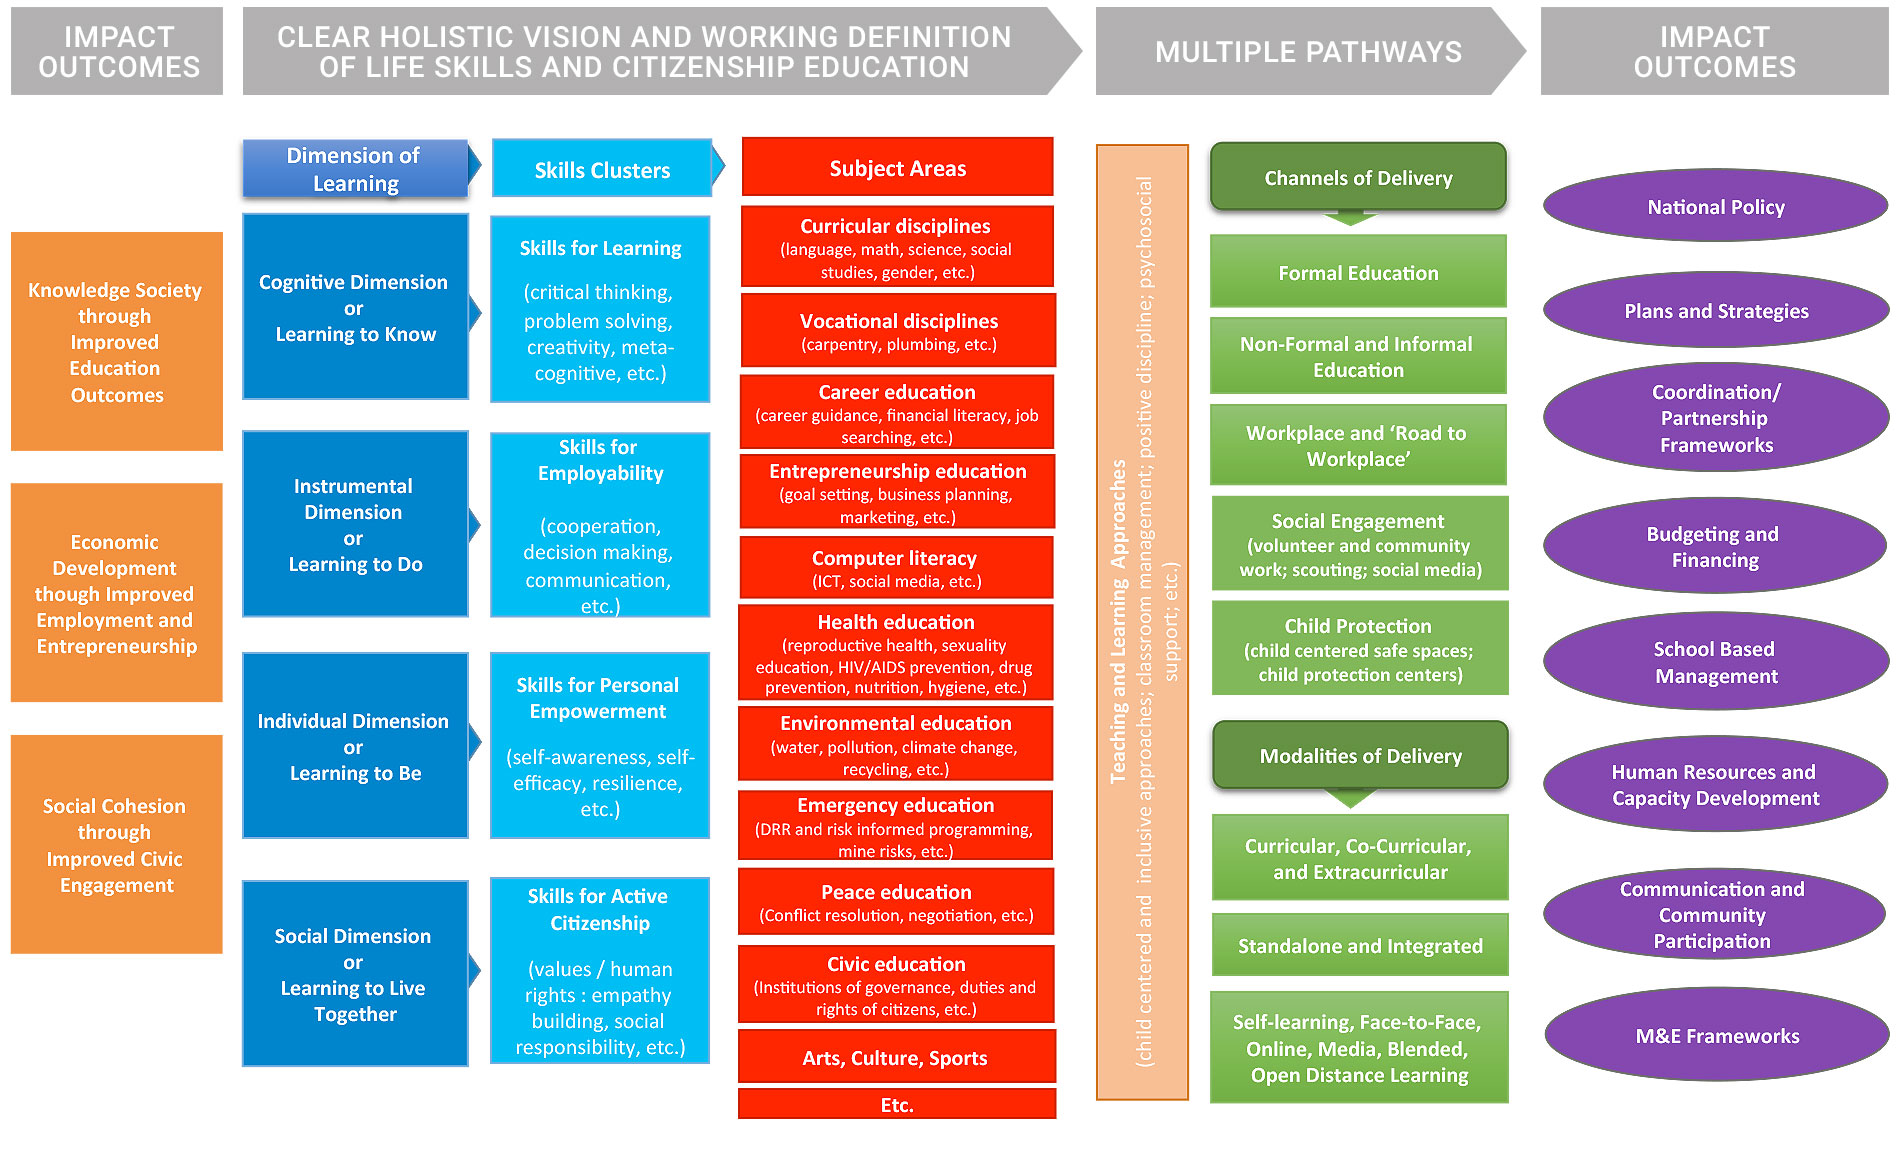 IMPACT
OUTCOMES
CLEAR HOLISTIC VISION AND WORKING DEFINITION
OF LIFE SKILLS AND CITIZENSHIP EDUCATION
MULTIPLE PATHWAYS
IMPACT
OUTCOMES
Knowledge Society
through
Improved
Education
Outcomes
Economic
Development
though Improved
Employment and
Entrepreneurship
Social Cohesion
through
Improved Civic
Engagement
Dimension of
Learning
Cognitive Dimension
or
Learning to Know
Instrumental
Dimension
or
Learning to Do
Individual Dimension
or
Learning to Be
Social Dimension
or
Learning to Live
Together
Skills Clusters
Skills for Learning
(critical thinking,
problem solving,
creativity, meta-
cognitive, etc.)
Skills for
Employability
(cooperation,
decision making,
communication,
etc.)
Skills for Personal
Empowerment
(self-awareness, self-
efficacy, resilience,
etc.)
Skills for Active
Citizenship
(values / human
rights : empathy
building, social
responsibility, etc.)
Subject Areas
Curricular disciplines
(language, math, science, social
studies, gender, etc.)
Vocational disciplines
(carpentry, plumbing, etc.)
Career education
(career guidance, financial literacy, job
searching, etc.)
Entrepreneurship education
(goal setting, business planning,
marketing, etc.)
Computer literacy
(ICT, social media, etc.)
Health education
(reproductive health, sexuality
education, HIV/AIDS prevention, drug
prevention, nutrition, hygiene, etc.)
Environmental education
(water, pollution, climate change,
recycling, etc.)
Emergency education
(DRR and risk informed programming,
mine risks, etc.)
Peace education
(Conflict resolution, negotiation, etc.)
Civic education
(Institutions of governance, duties and
rights of citizens, etc.)
Arts, Culture, Sports
Etc.
Teaching and Learning Approaches
(child centered and inclusive approaches; classroom management; positive discipline; psychosocial
support; etc.)
Channels of Delivery
Formal Education
Non-Formal and Informal
Education
Workplace and ‘Road to
Workplace’
Social Engagement
(volunteer and community
work; scouting; social media)
Child Protection
(child centered safe spaces;
child protection centers)
Modalities of Delivery
Curricular, Co-Curricular,
and Extracurricular
Standalone and Integrated
Self-learning, Face-to-Face,
Online, Media, Blended,
Open Distance Learning
National Policy
Plans and Strategies
Coordination/
Partnership
Frameworks
Budgeting and
Financing
School Based
Management
Human Resources and
Capacity Development
Communication and
Community
Participation
M&E Frameworks